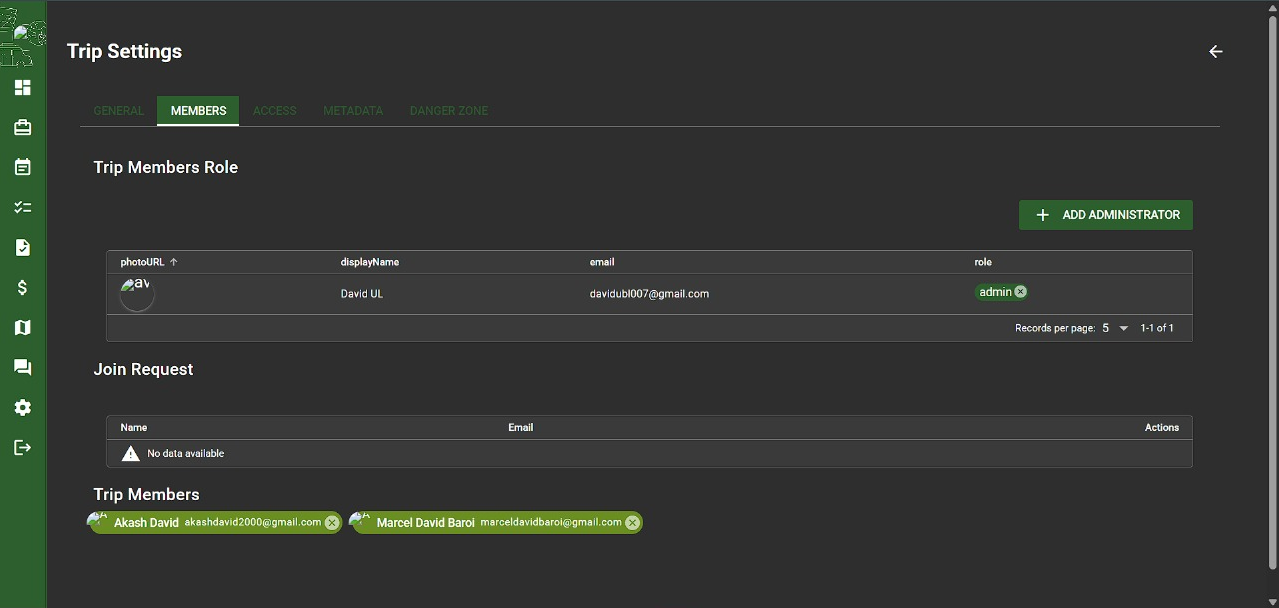 Trip Settings
GENERAL MEMBERS ACCESS METADATA DANGER ZONE
Trip Members Role
ADD ADMINISTRATOR
photoURL displayName email role
David UL davidubl007@gmail.com admin
Records per page: 5 1-1 of 1
Join Request
Name Email Actions
No data available
Trip Members
Akash David akashdavid2000@gmail.com Marcel David Baroi marceldavidbaroi@gmail.com